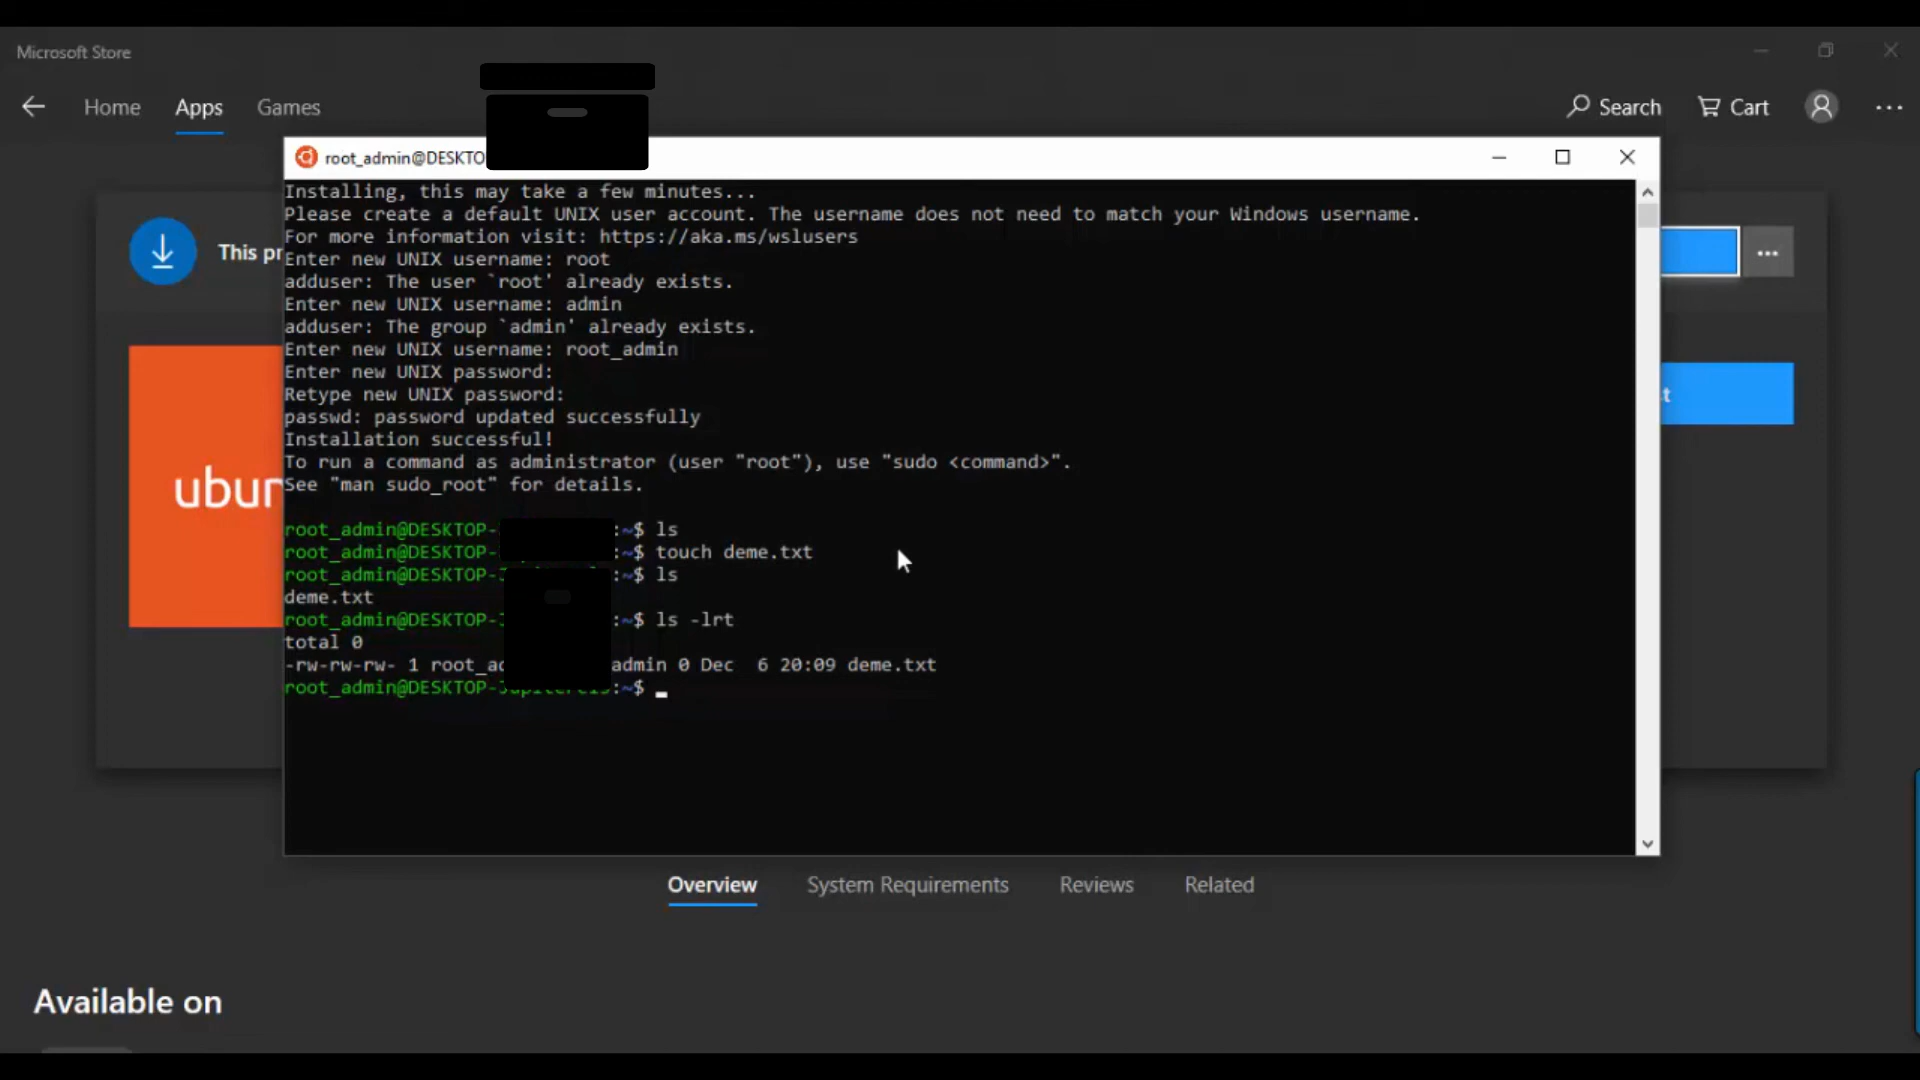 Microsoft Store
Home Apps Games
Search Cart
root_admin@DESKTO
Installing, this may take a few minutes...
Please create a default UNIX user account. The username does not need to match your Windows username.
For more information visit: https://aka.ms/wslusers
Enter new UNIX username: root
adduser: The user `root' already exists.
Enter new UNIX username: admin
adduser: The group `admin' already exists.
Enter new UNIX username: root_admin
Enter new UNIX password:
Retype new UNIX password:
passwd: password updated successfully
Installation successful!
To run a command as administrator (user "root"), use "sudo <command>".
See "man sudo_root" for details.
root_admin@DESKTOP- :~$ ls
root_admin@DESKTOP- :~$ touch deme.txt
root_admin@DESKTOP- :~$ ls
deme.txt
root_admin@DESKTOP- :~$ ls -lrt
total 0
-rw-rw-rw- 1 root_ad admin 0 Dec  6 20:09 deme.txt
root_admin@DESKTOP- :~$
This pr
ubun
Overview System Requirements Reviews Related
Available on